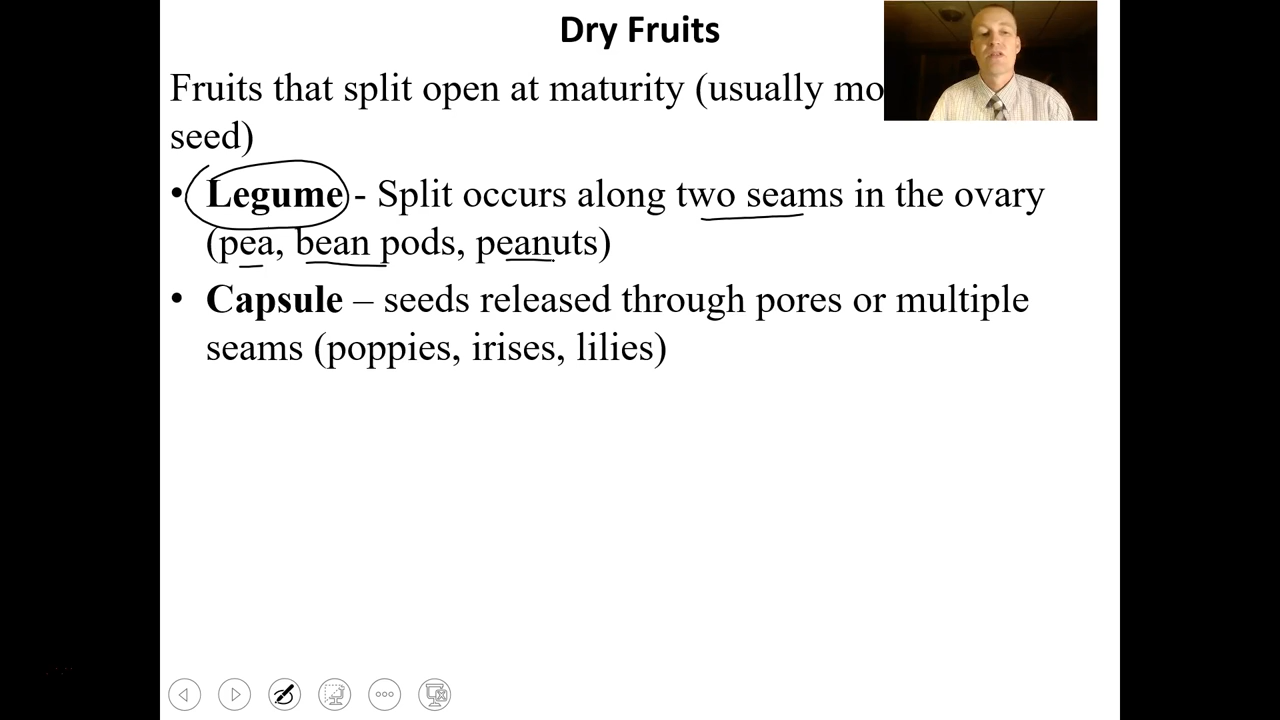 Dry Fruits
Fruits that split open at maturity (usually mo
seed)
• Legume - Split occurs along two seams in the ovary
(pea, bean pods, peanuts)
• Capsule – seeds released through pores or multiple
seams (poppies, irises, lilies)